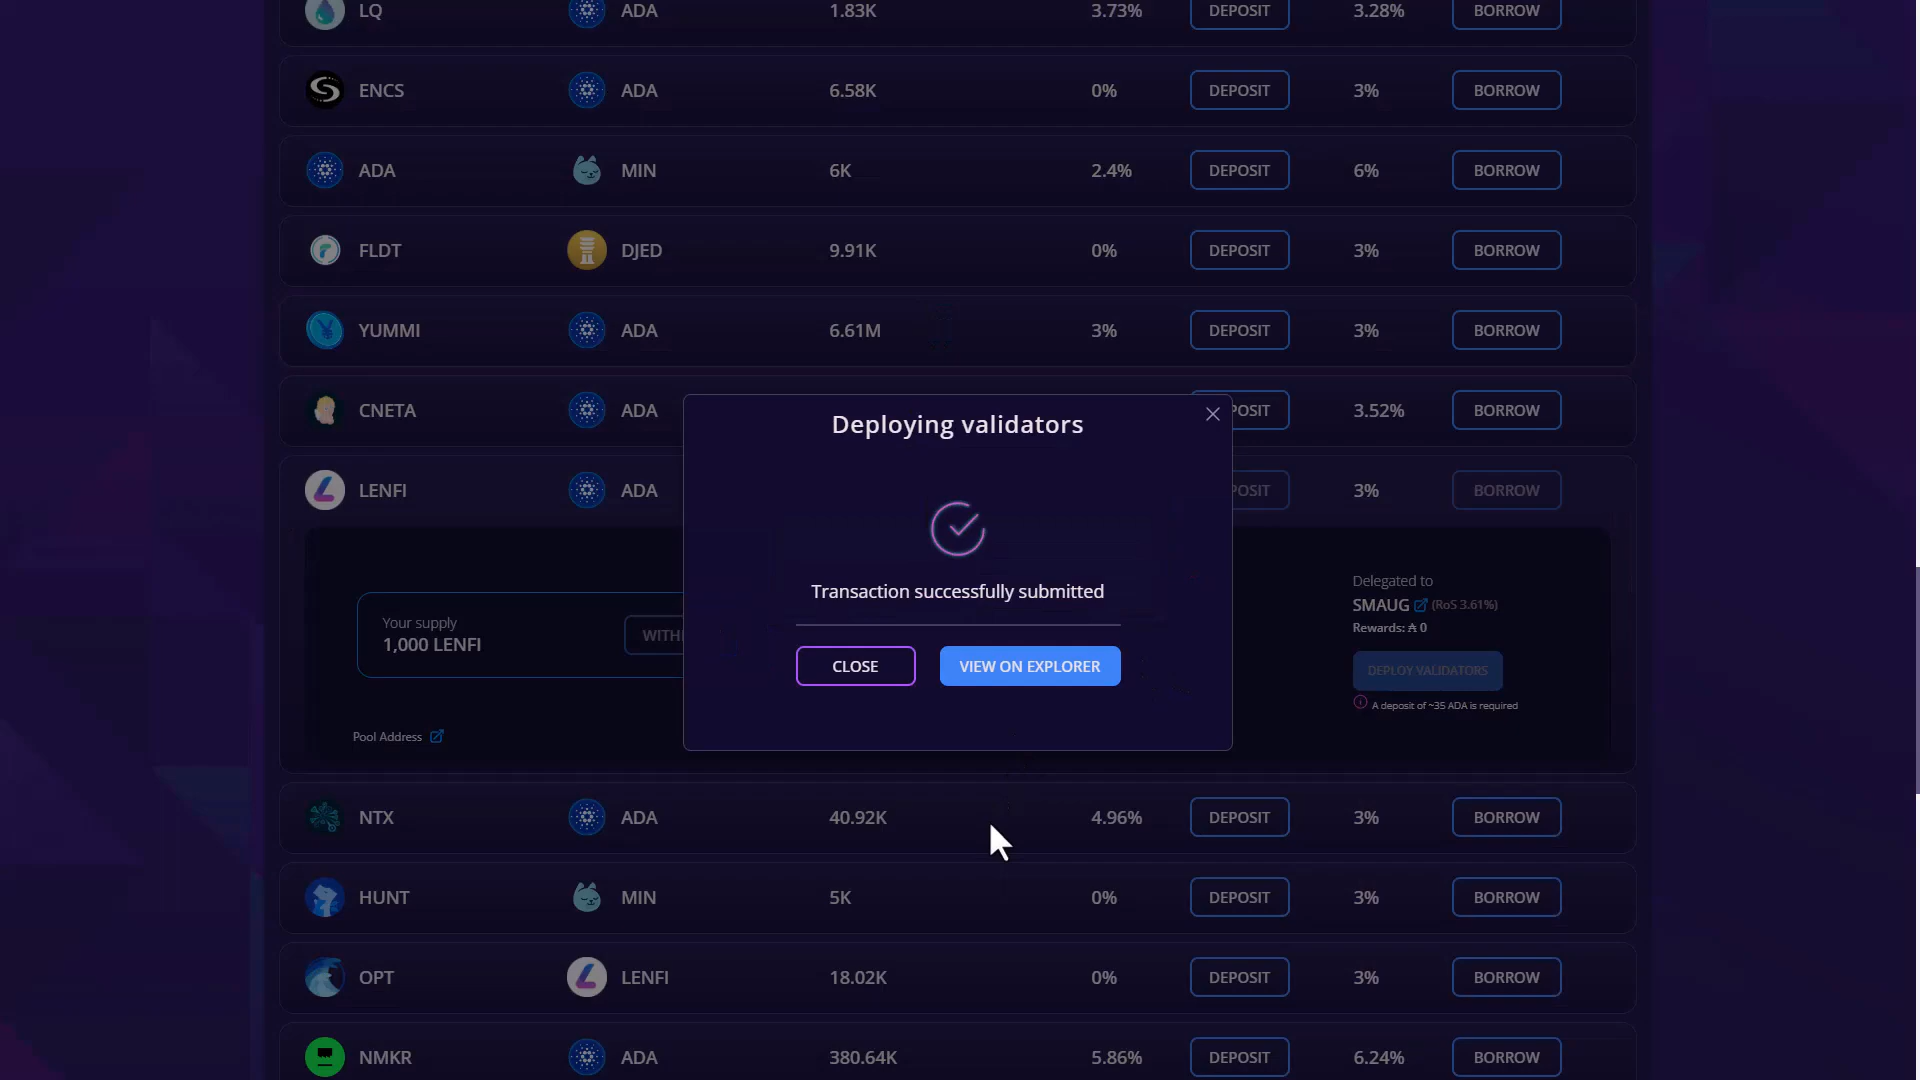 LQ ADA 1.83K 3.73% DEPOSIT 3.28% BORROW
ENCS ADA 6.58K 0% DEPOSIT 3% BORROW
ADA MIN 6K 2.4% DEPOSIT 6% BORROW
FLDT DJED 9.91K 0% DEPOSIT 3% BORROW
YUMMI ADA 6.61M 3% DEPOSIT 3% BORROW
CNETA ADA POSIT 3.52% BORROW
Deploying validators
LENFI ADA POSIT 3% BORROW
Transaction successfully submitted
CLOSE VIEW ON EXPLORER
Your supply
1,000 LENFI
WITH
Delegated to
SMAUG (RoS 3.61%)
Rewards: ₳ 0
DEPLOY VALIDATORS
A deposit of ~35 ADA is required
Pool Address
NTX ADA 40.92K 4.96% DEPOSIT 3% BORROW
HUNT MIN 5K 0% DEPOSIT 3% BORROW
OPT LENFI 18.02K 0% DEPOSIT 3% BORROW
NMKR ADA 380.64K 5.86% DEPOSIT 6.24% BORROW